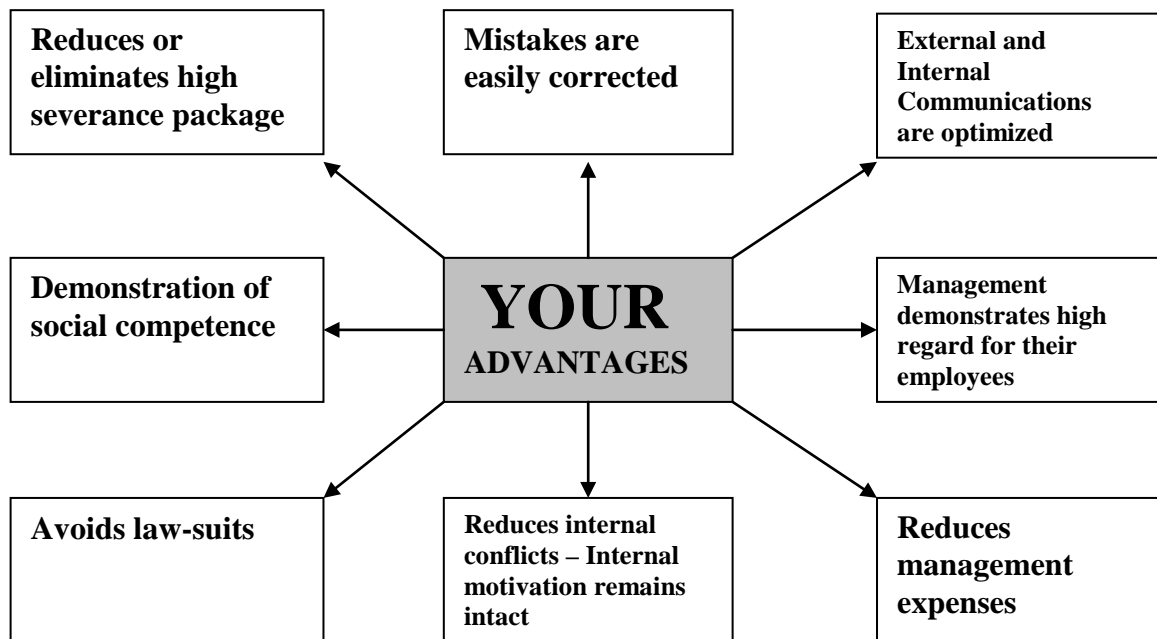 Reduces or
eliminates high
severance package
Mistakes are
easily corrected
External and
Internal
Communications
are optimized
Demonstration of
social competence
YOUR
ADVANTAGES
Management
demonstrates high
regard for their
employees
Avoids law-suits
Reduces internal
conflicts – Internal
motivation remains
intact
Reduces
management
expenses